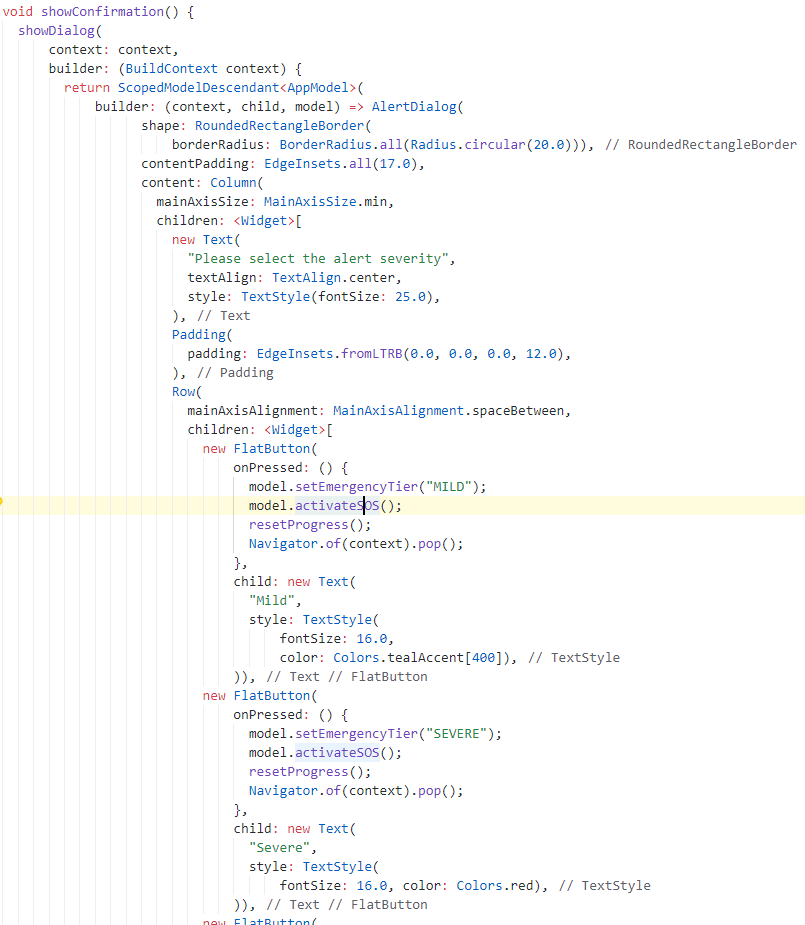 void showConfirmation() {
  showDialog(
      context: context,
      builder: (BuildContext context) {
        return ScopedModelDescendant<AppModel>(
            builder: (context, child, model) => AlertDialog(
                  shape: RoundedRectangleBorder(
                      borderRadius: BorderRadius.all(Radius.circular(20.0))), // RoundedRectangleBorder
                  contentPadding: EdgeInsets.all(17.0),
                  content: Column(
                    mainAxisSize: MainAxisSize.min,
                    children: <Widget>[
                      new Text(
                        "Please select the alert severity",
                        textAlign: TextAlign.center,
                        style: TextStyle(fontSize: 25.0),
                      ), // Text
                      Padding(
                        padding: EdgeInsets.fromLTRB(0.0, 0.0, 0.0, 12.0),
                      ), // Padding
                      Row(
                        mainAxisAlignment: MainAxisAlignment.spaceBetween,
                        children: <Widget>[
                          new FlatButton(
                              onPressed: () {
                                model.setEmergencyTier("MILD");
                                model.activateSOS();
                                resetProgress();
                                Navigator.of(context).pop();
                              },
                              child: new Text(
                                "Mild",
                                style: TextStyle(
                                    fontSize: 16.0,
                                    color: Colors.tealAccent[400]), // TextStyle
                              )), // Text // FlatButton
                          new FlatButton(
                              onPressed: () {
                                model.setEmergencyTier("SEVERE");
                                model.activateSOS();
                                resetProgress();
                                Navigator.of(context).pop();
                              },
                              child: new Text(
                                "Severe",
                                style: TextStyle(
                                    fontSize: 16.0, color: Colors.red), // TextStyle
                              )), // Text // FlatButton
                          new FlatButton(